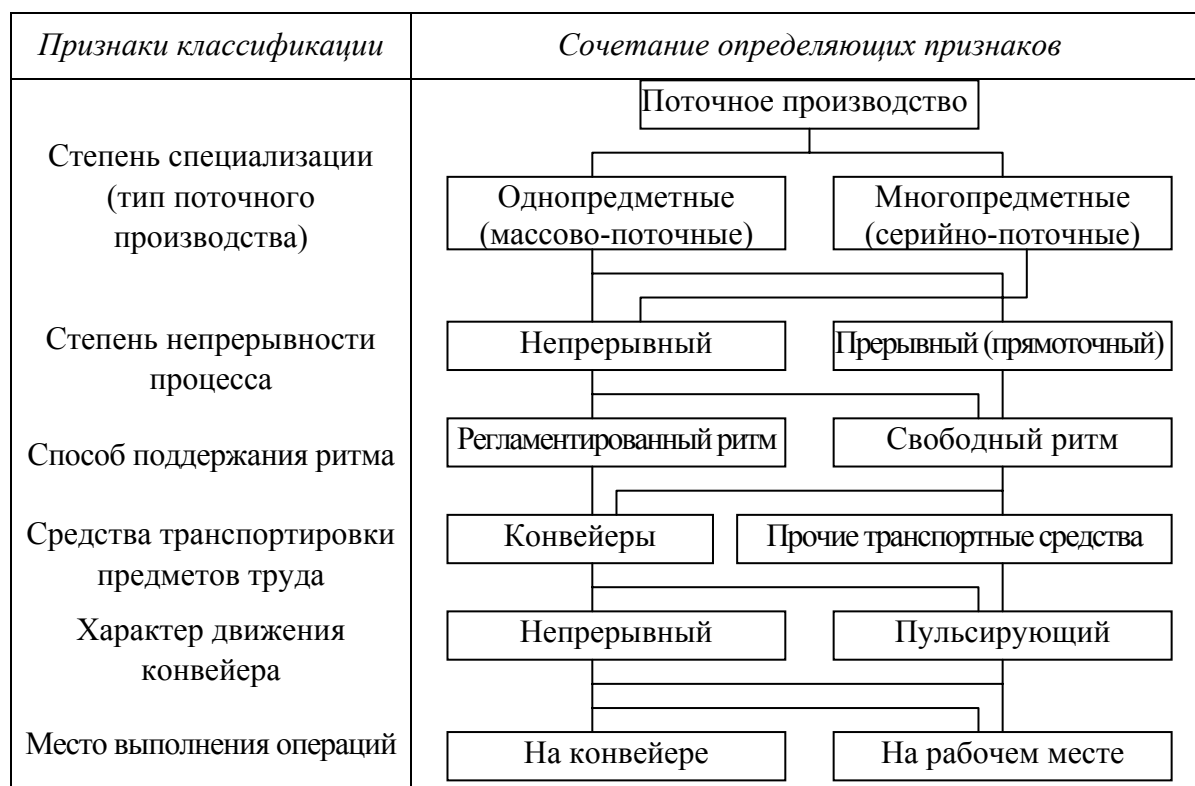 Признаки классификации
Сочетание определяющих признаков
Поточное производство
Степень специализации
(тип поточного
производства)
Однопредметные
(массово-поточные)
Многопредметные
(серийно-поточные)
Степень непрерывности
процесса
Непрерывный
Прерывный (прямоточный)
Способ поддержания ритма
Регламентированный ритм
Свободный ритм
Средства транспортировки
предметов труда
Конвейеры
Прочие транспортные средства
Характер движения
конвейера
Непрерывный
Пульсирующий
Место выполнения операций
На конвейере
На рабочем месте